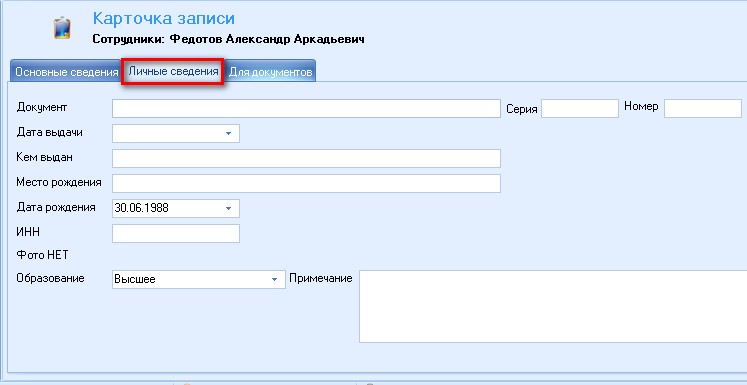 Карточка записи
Сотрудники: Федотов Александр Аркадьевич
Основные сведения Личные сведения Для документов
Документ Серия Номер
Дата выдачи
Кем выдан
Место рождения
Дата рождения 30.06.1988
ИНН
Фото НЕТ
Образование Высшее Примечание